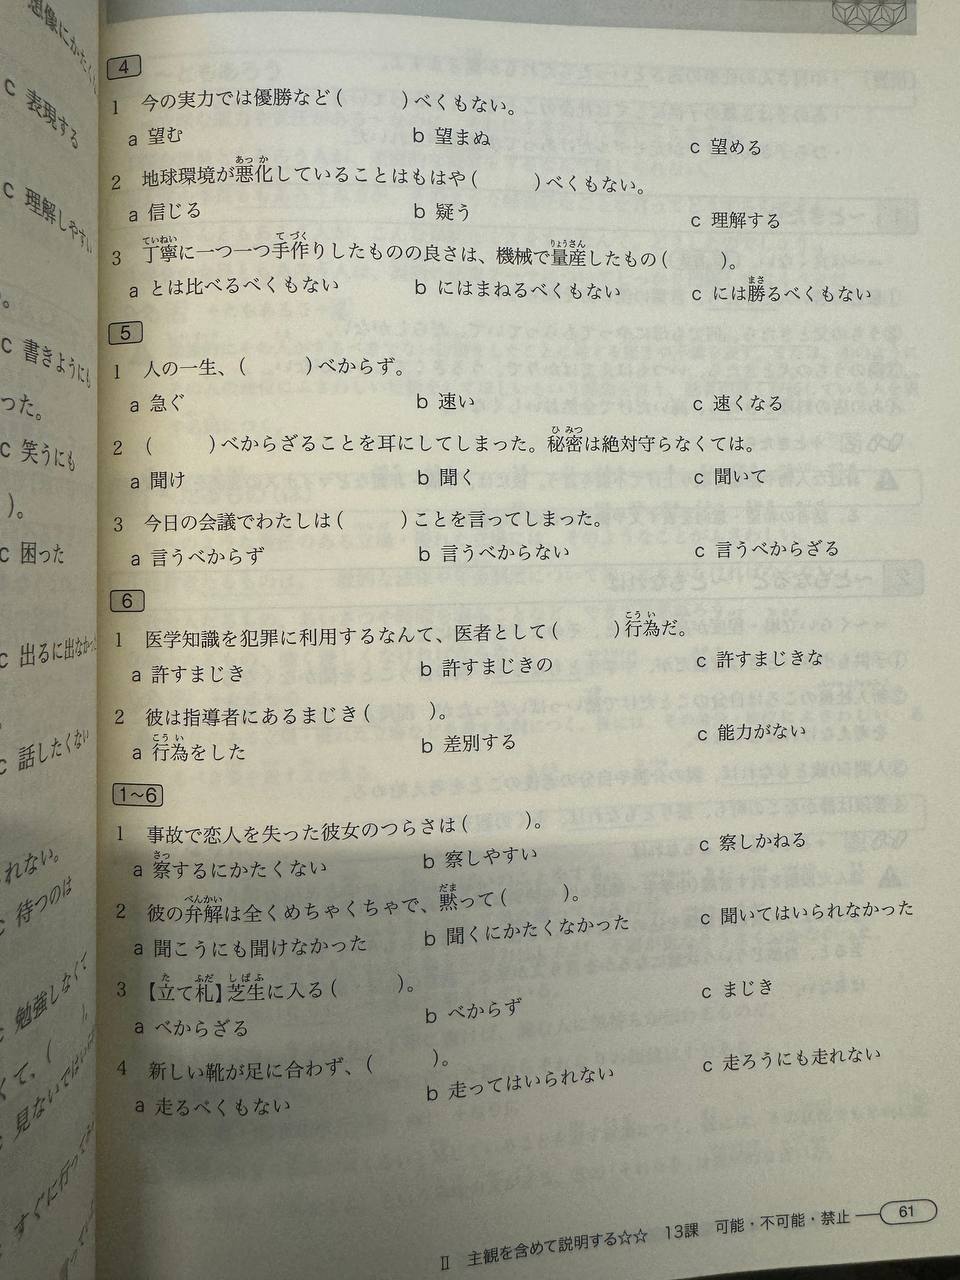 想像にかたくな
c 表現する
c 理解しやすい
c 書きようにも
った。
c 笑うにも
)。
c 困った
c 出るに出なかっ
c 話したくない
れない。
c 待つのは
c 勉強しなくて
くて、(
c 見ないではいは
すぐに行って
4
1 今の実力では優勝など(　　)べくもない。
a 望む b 望まぬ c 望める
2 地球環境が悪化していることはもはや(　　)べくもない。
a 信じる b 疑う c 理解する
3 丁寧に一つ一つ手作りしたものの良さは、機械で量産したもの(　　)。
a とは比べるべくもない b にはまねるべくもない c には勝るべくもない
5
1 人の一生、(　　)べからず。
a 急ぐ b 速い c 速くなる
2 (　　)べからざることを耳にしてしまった。秘密は絶対守らなくては。
a 聞け b 聞く c 聞いて
3 今日の会議でわたしは(　　)ことを言ってしまった。
a 言うべからず b 言うべからない c 言うべからざる
6
1 医学知識を犯罪に利用するなんて、医者として(　　)行為だ。
a 許すまじき b 許すまじきの c 許すまじきな
2 彼は指導者にあるまじき(　　)。
a 行為をした b 差別する c 能力がない
1~6
1 事故で恋人を失った彼女のつらさは(　　)。
a 察するにかたくない b 察しやすい c 察しかねる
2 彼の弁解は全くめちゃくちゃで、黙って(　　)。
a 聞こうにも聞けなかった b 聞くにかたくなかった c 聞いてはいられなかった
3 【立て札】芝生に入る(　　)。
a べからざる b べからず c まじき
4 新しい靴が足に合わず、(　　)。
a 走るべくもない b 走ってはいられない c 走ろうにも走れない
Ⅱ 主観を含めて説明する☆☆ 13課 可能・不可能・禁止 61